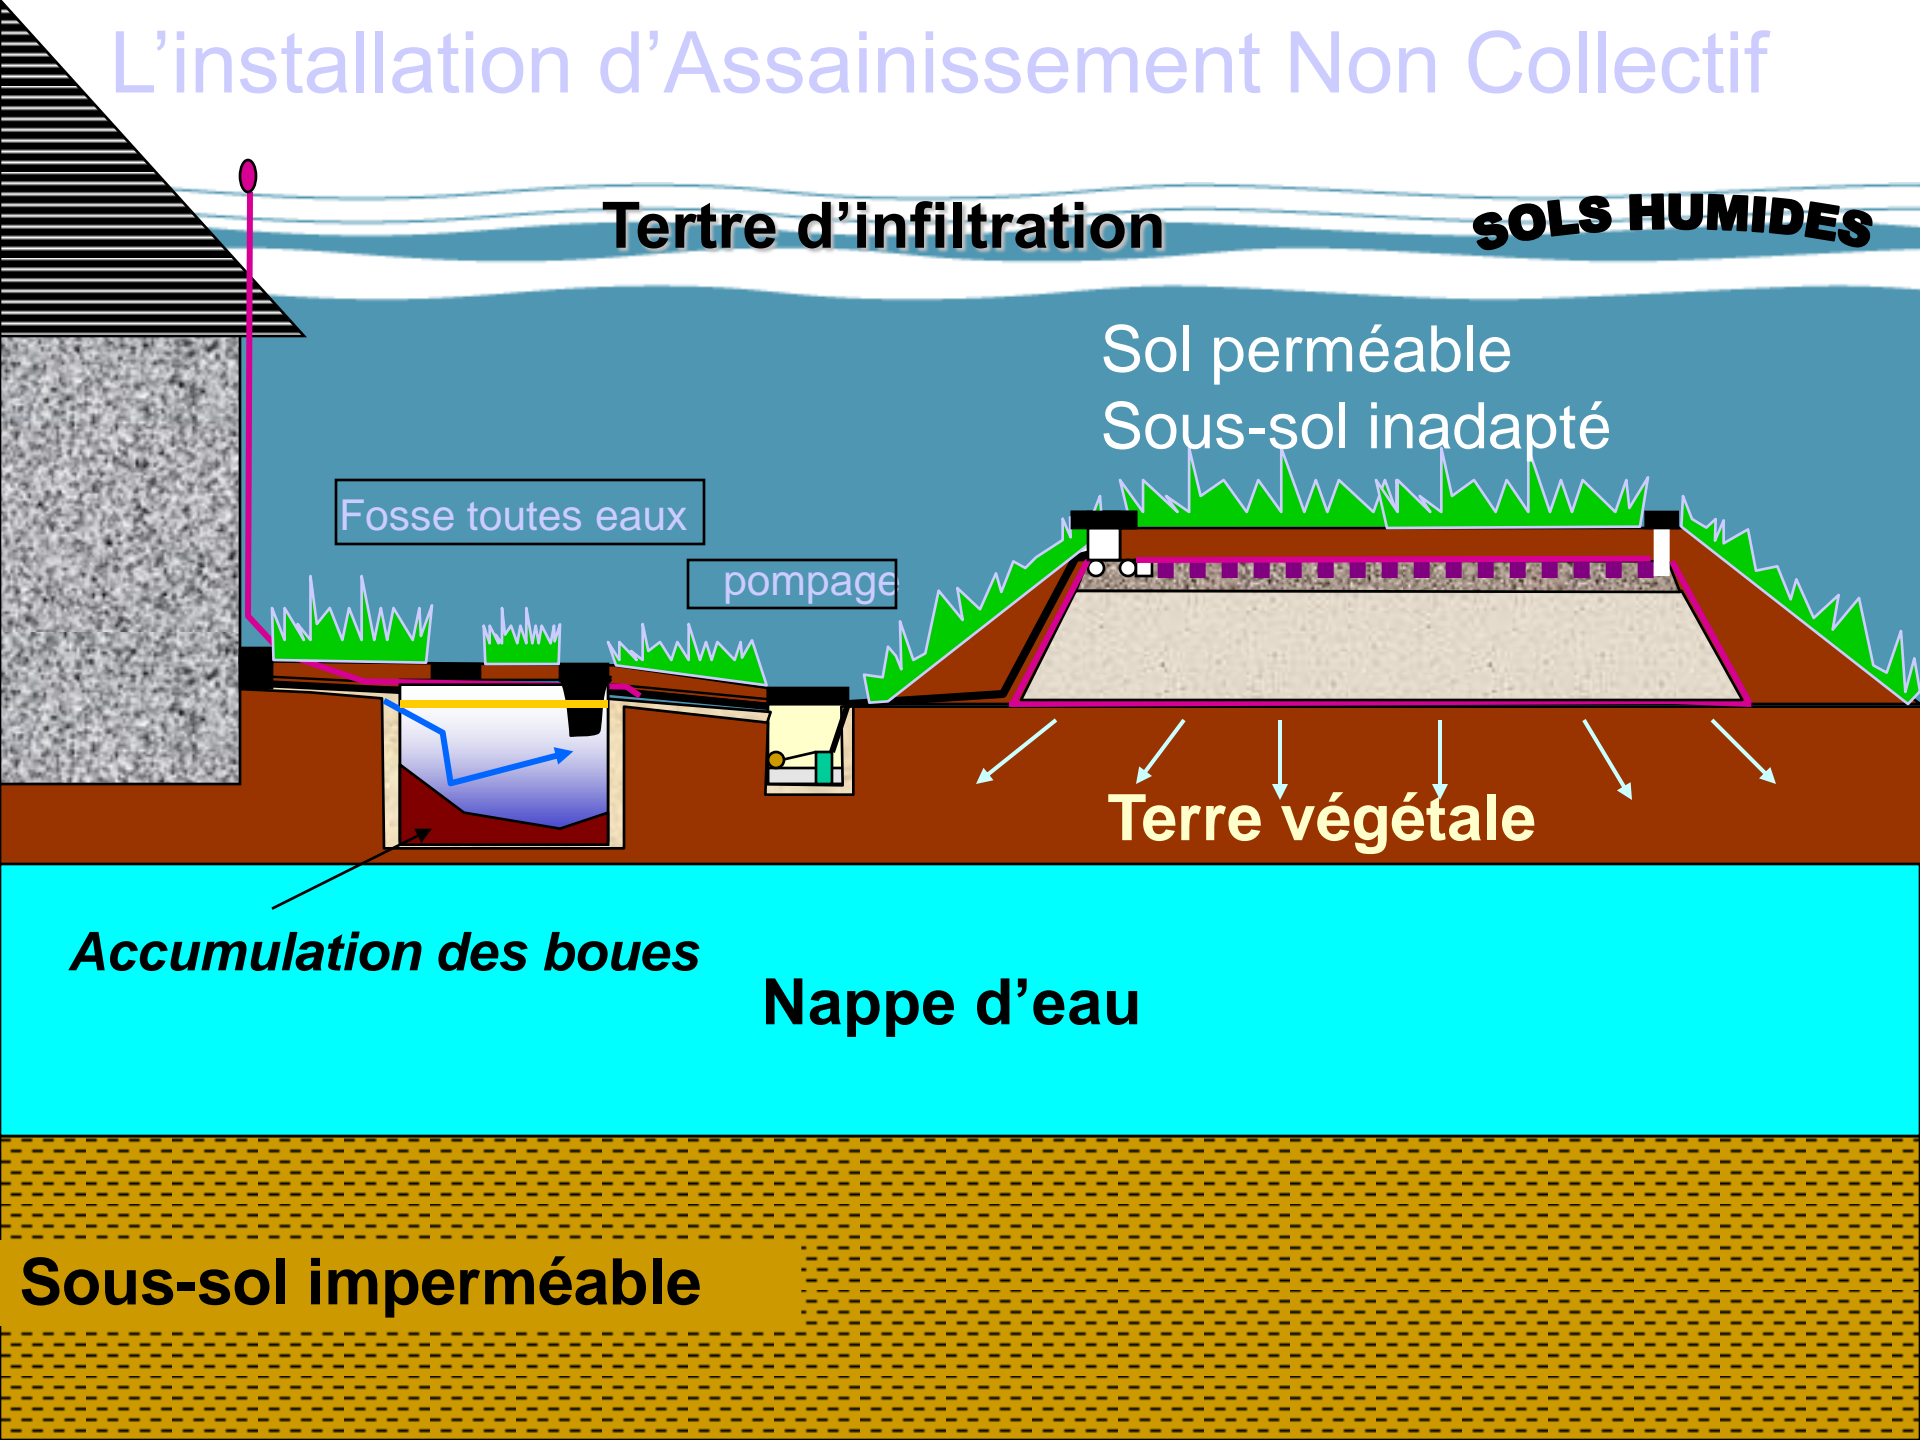 L’installation d’Assainissement Non Collectif
Tertre d’infiltration
SOLS HUMIDES
Sol perméable
Sous-sol inadapté
Fosse toutes eaux
pompage
Terre végétale
Accumulation des boues
Nappe d’eau
Sous-sol imperméable